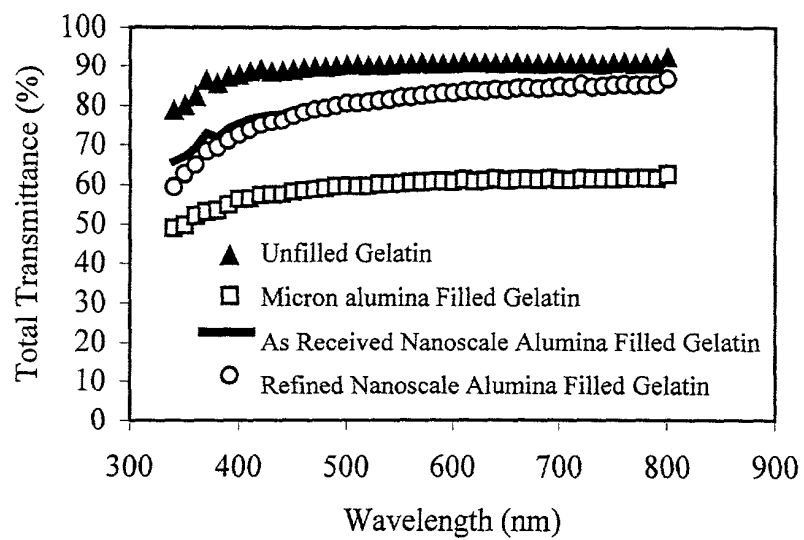 Total Transmittance (%)
100
90
80
70
60
50
40
30
20
10
0
Unfilled Gelatin
Micron alumina Filled Gelatin
As Received Nanoscale Alumina Filled Gelatin
Refined Nanoscale Alumina Filled Gelatin
300 400 500 600 700 800 900
Wavelength (nm)